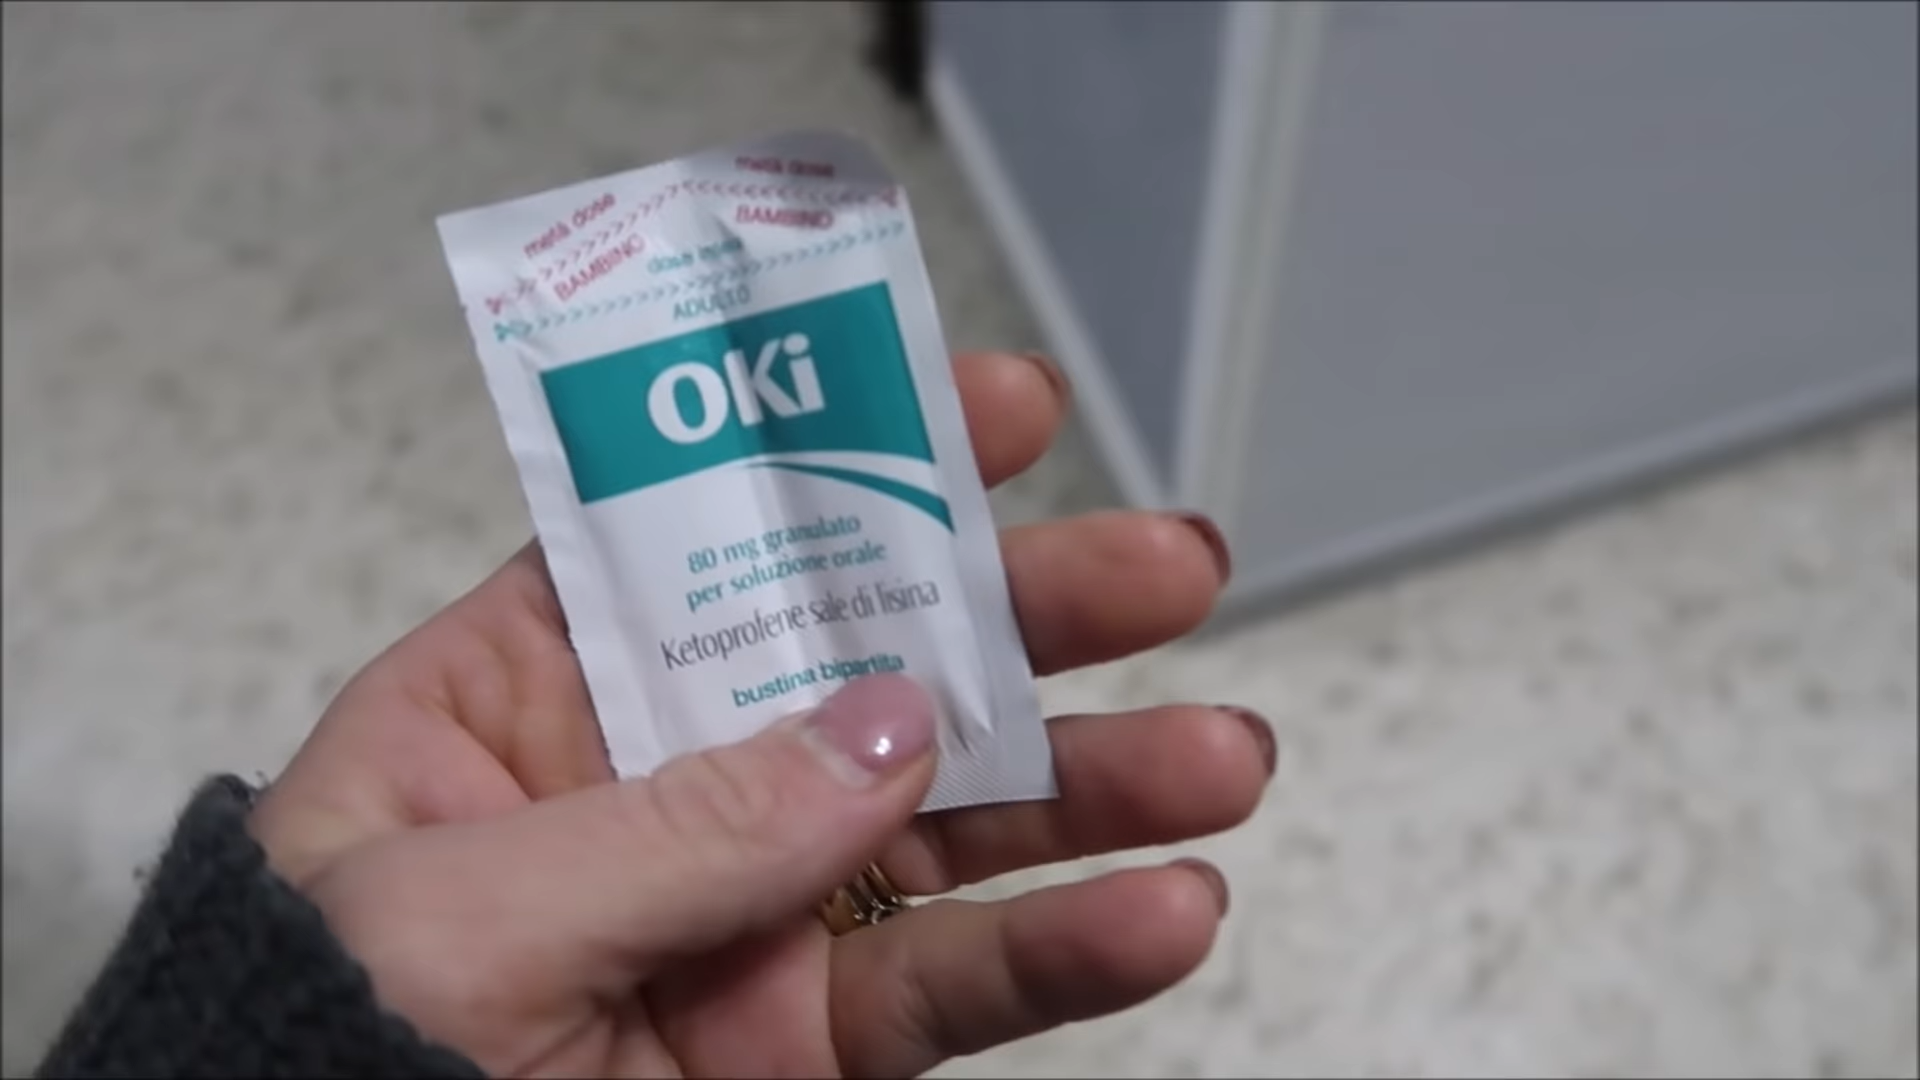 metà dose
metà dose
BAMBINO
BAMBINO
dose intera
ADULTO
OKi
80 mg granulato
per soluzione orale
Ketoprofene sale di lisina
bustina bipartita